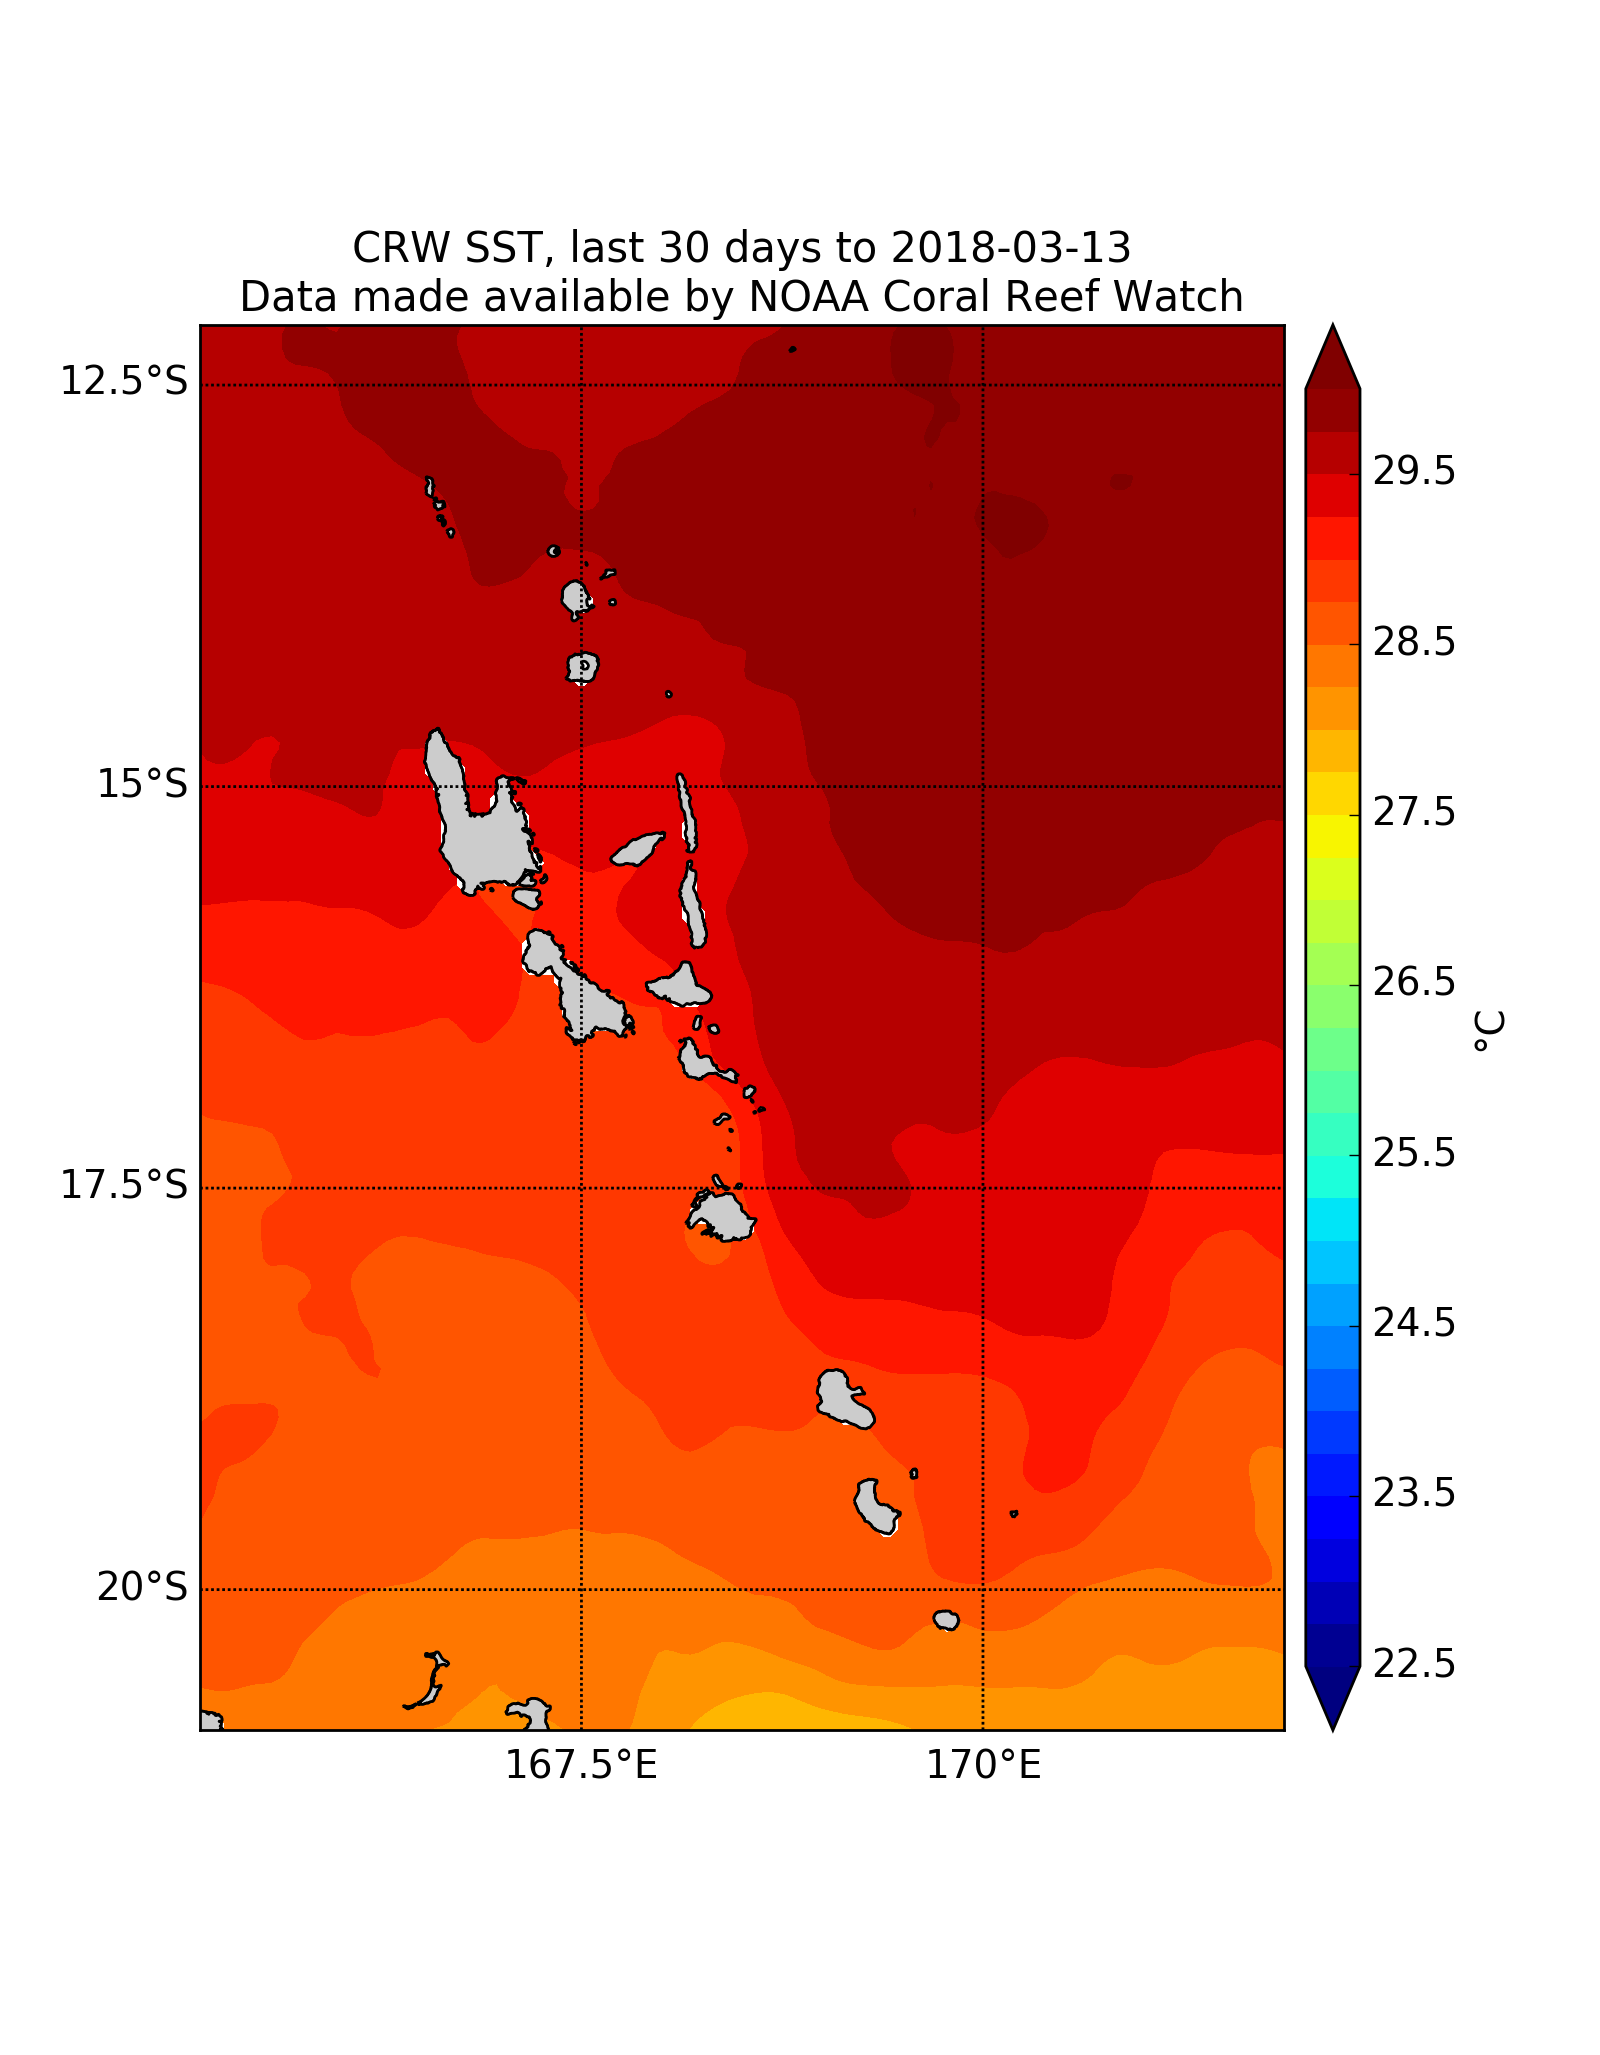 CRW SST, last 30 days to 2018-03-13
Data made available by NOAA Coral Reef Watch
12.5°S
15°S
17.5°S
20°S
167.5°E
170°E
29.5
28.5
27.5
26.5
25.5
24.5
23.5
22.5
°C